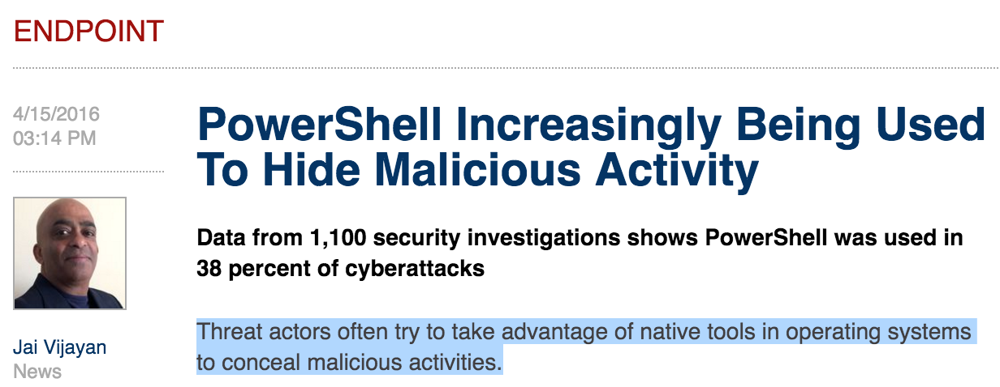 ENDPOINT
4/15/2016
03:14 PM
PowerShell Increasingly Being Used
To Hide Malicious Activity
Data from 1,100 security investigations shows PowerShell was used in
38 percent of cyberattacks
Threat actors often try to take advantage of native tools in operating systems
to conceal malicious activities.
Jai Vijayan
News